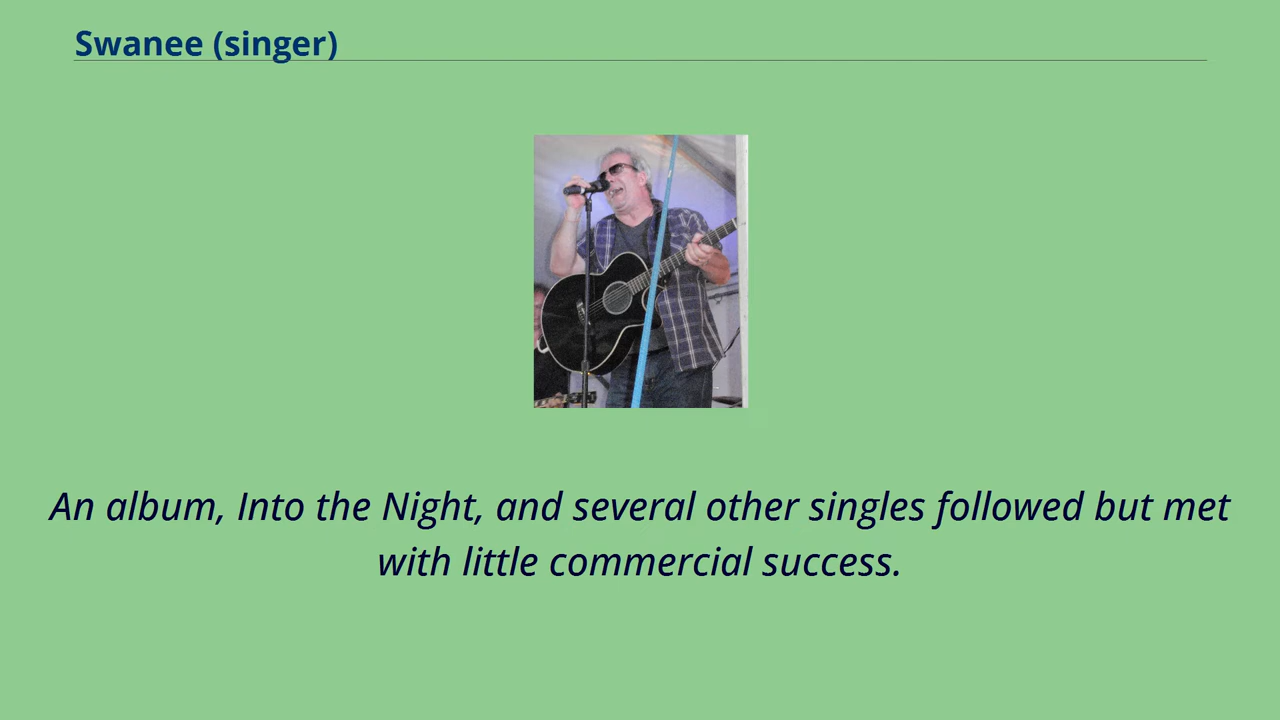 Swanee (singer)
An album, Into the Night, and several other singles followed but met
with little commercial success.